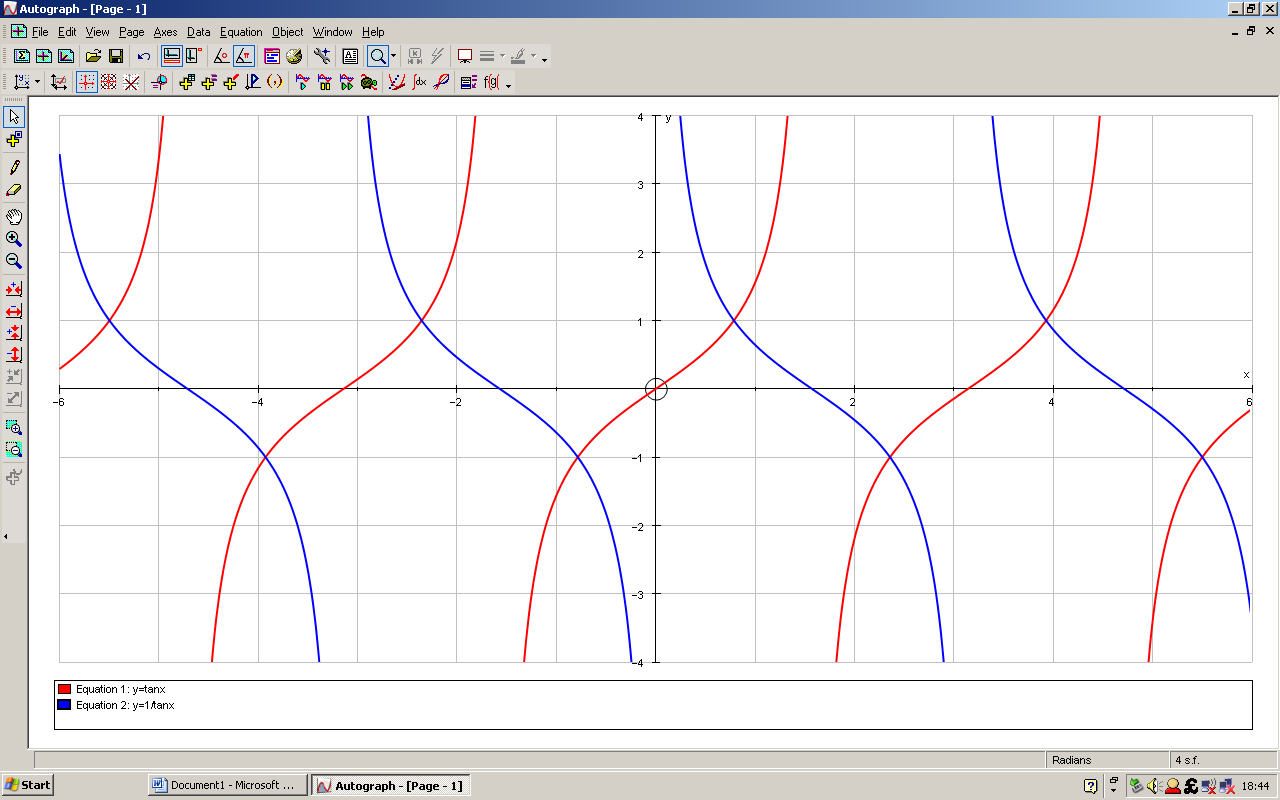 Autograph - [Page - 1]
File Edit View Page Axes Data Equation Object Window Help
f(g(
y
4
3
2
1
x
−6 −4 −2 2 4 6
−1
−2
−3
−4
Equation 1: y=tanx
Equation 2: y=1/tanx
Radians 4 s.f.
Start Document1 - Microsoft ... Autograph - [Page - 1] 18:44